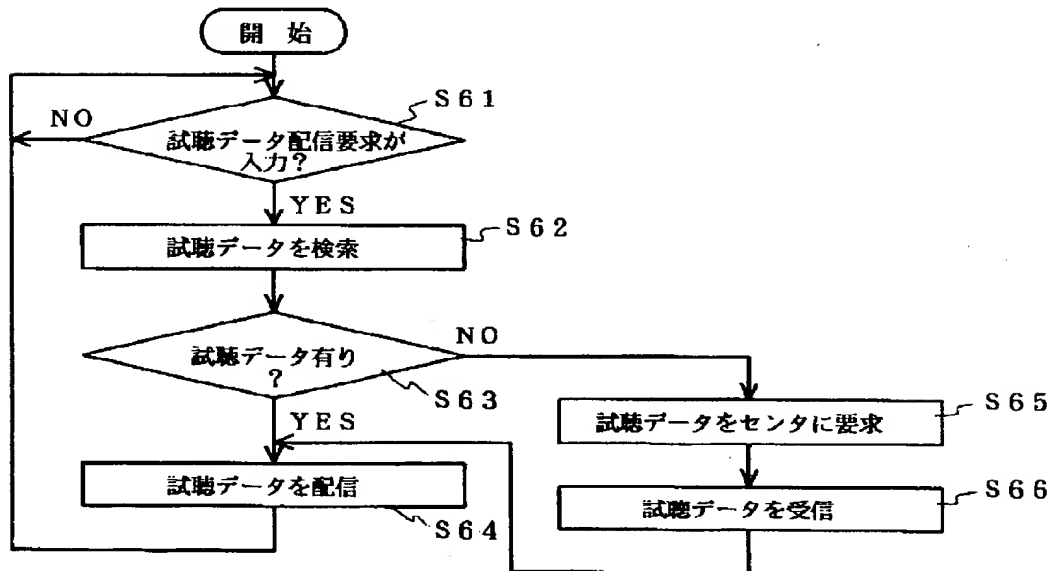 開 始
S61
NO
試聴データ配信要求が
入力?
YES
S62
試聴データを検索
NO
試聴データ有り
?
S63
YES
S65
試聴データをセンタに要求
試聴データを配信
S64
S66
試聴データを受信